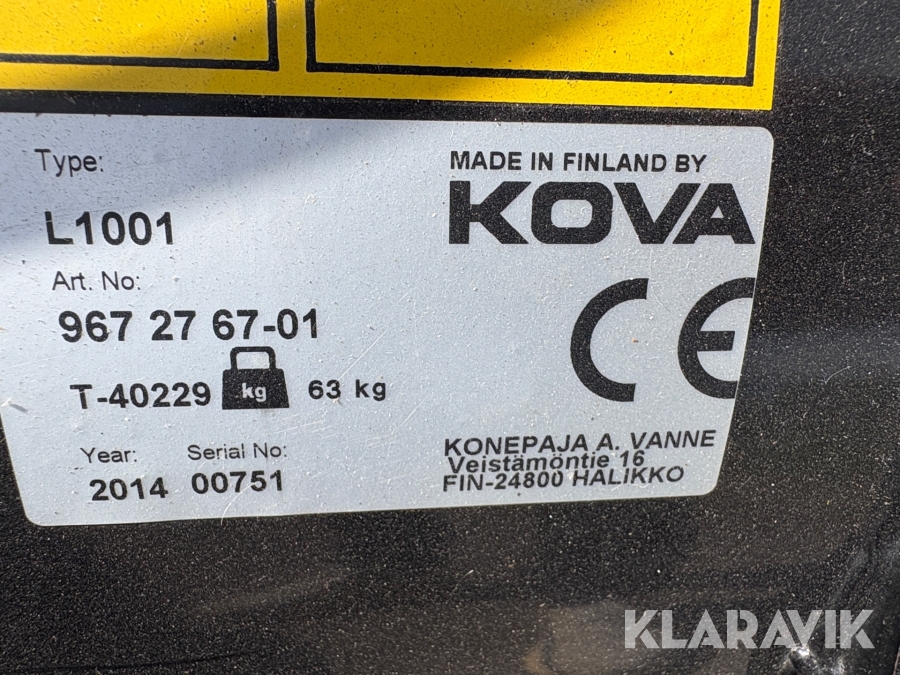 Type:
L1001
Art. No:
967 27 67-01
T-40229 kg 63 kg
Year: Serial No:
2014 00751
MADE IN FINLAND BY
KOVA
CE
KONEPAJA A. VANNE
Veistämöntie 16
FIN-24800 HALIKKO
KLARAVIK